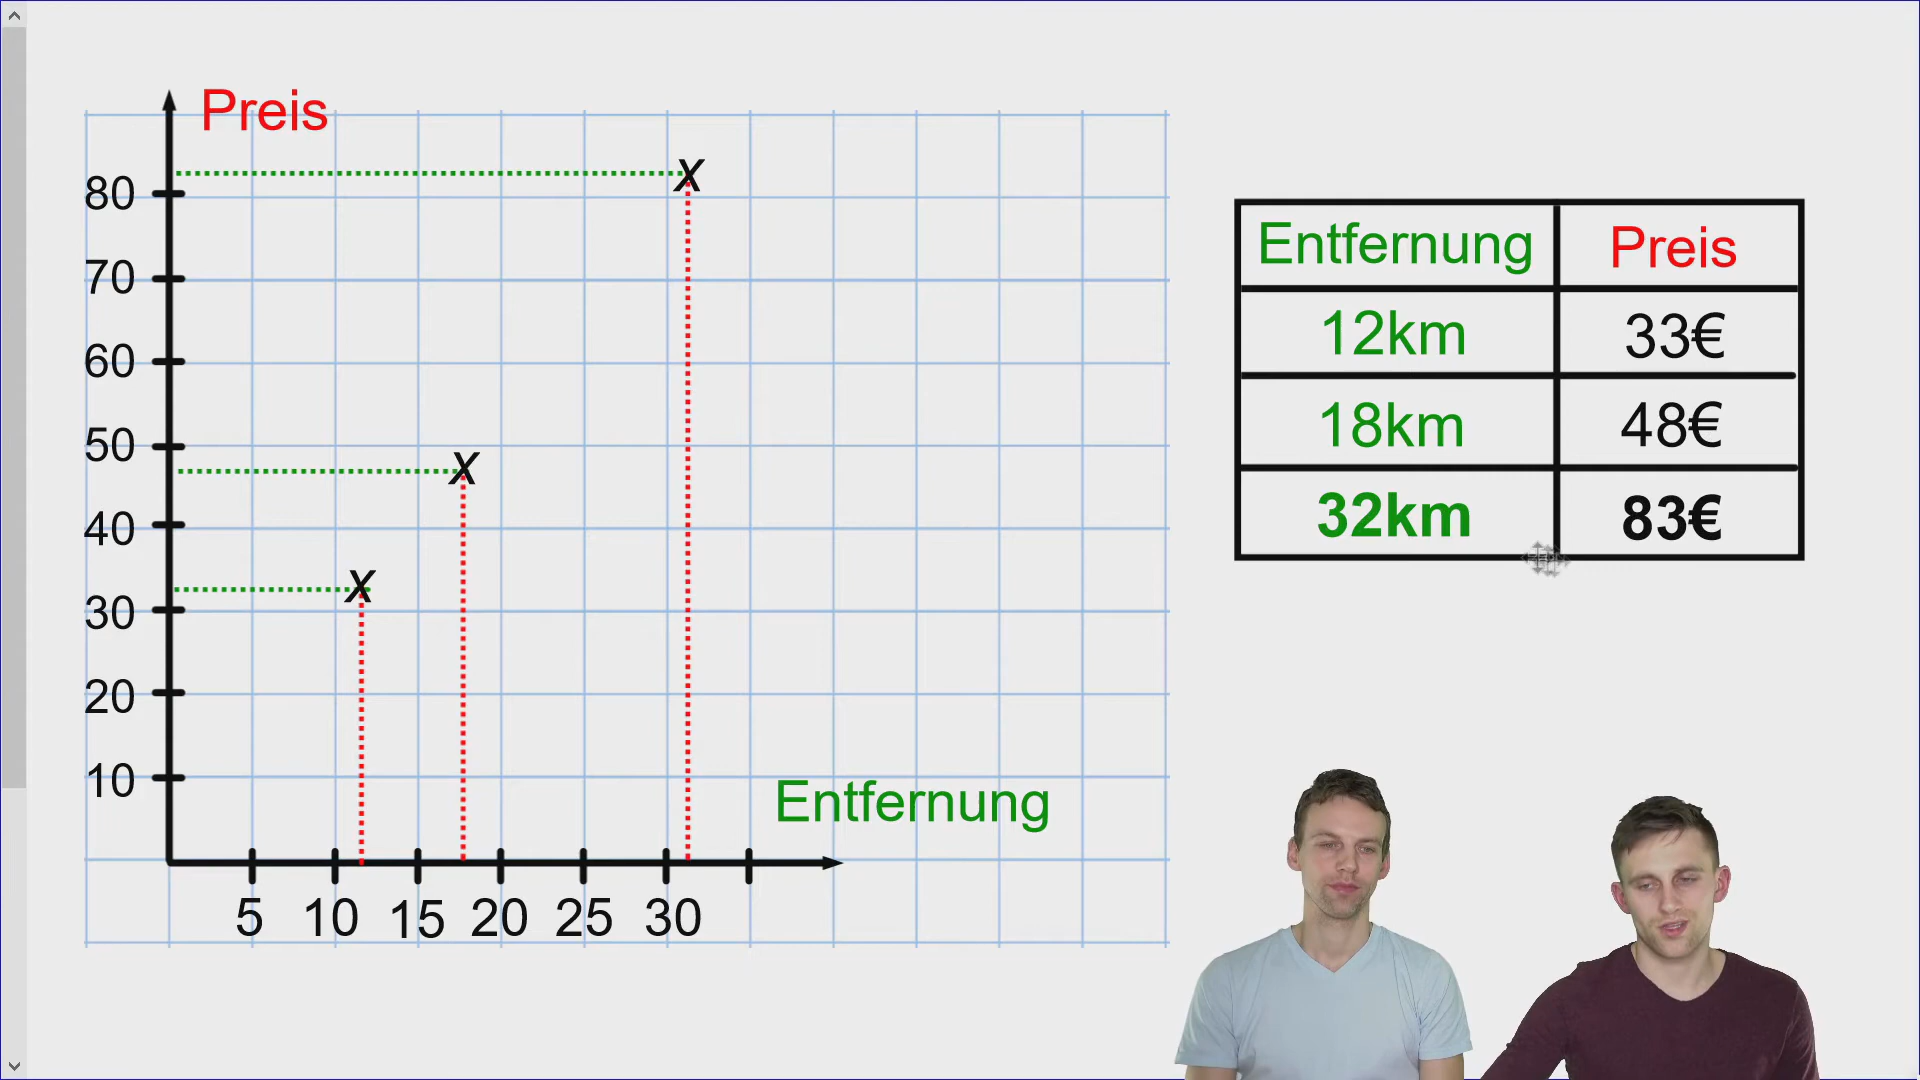 Preis
80
70
60
50
40
30
20
10
x
x
x
Entfernung
5 10 15 20 25 30
Entfernung Preis
12km 33€
18km 48€
32km 83€